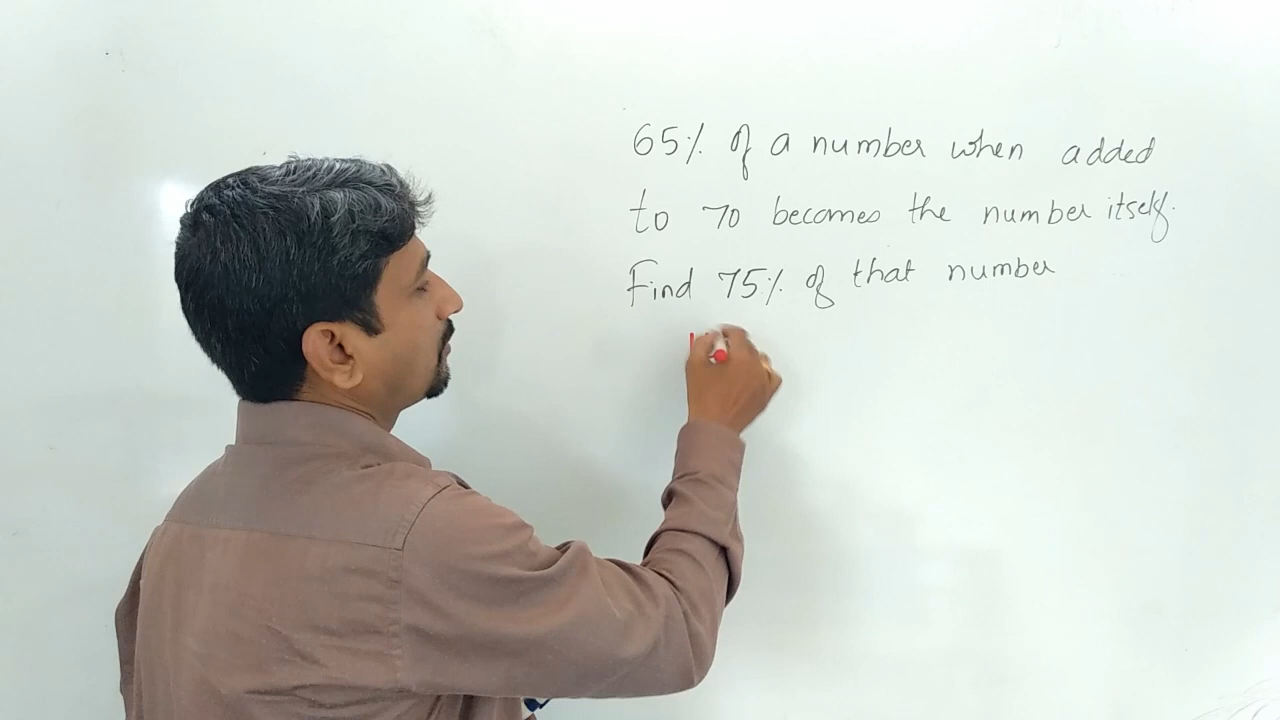 65% of a number when added
to 70 becomes the number itself.
Find 75% of that number